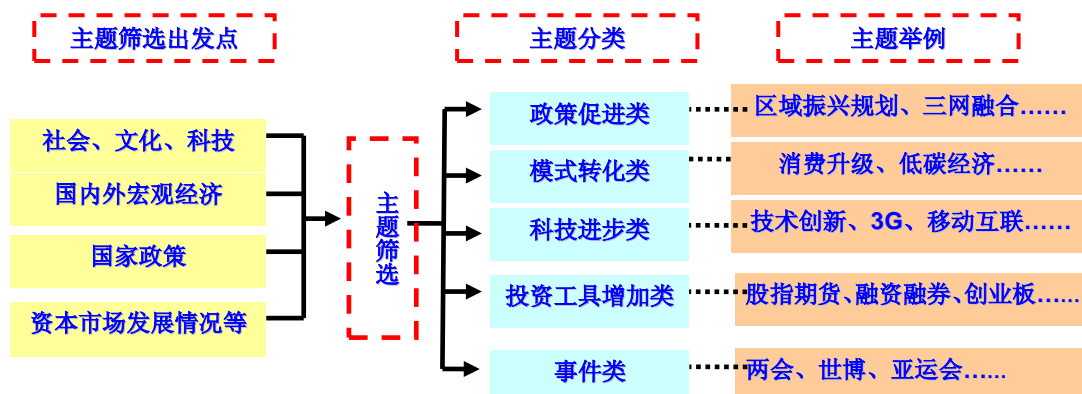 主题筛选出发点
主题分类
主题举例
社会、文化、科技
国内外宏观经济
国家政策
资本市场发展情况等
主题筛选
政策促进类
模式转化类
科技进步类
投资工具增加类
事件类
区域振兴规划、三网融合……
消费升级、低碳经济……
技术创新、3G、移动互联……
股指期货、融资融券、创业板……
两会、世博、亚运会……